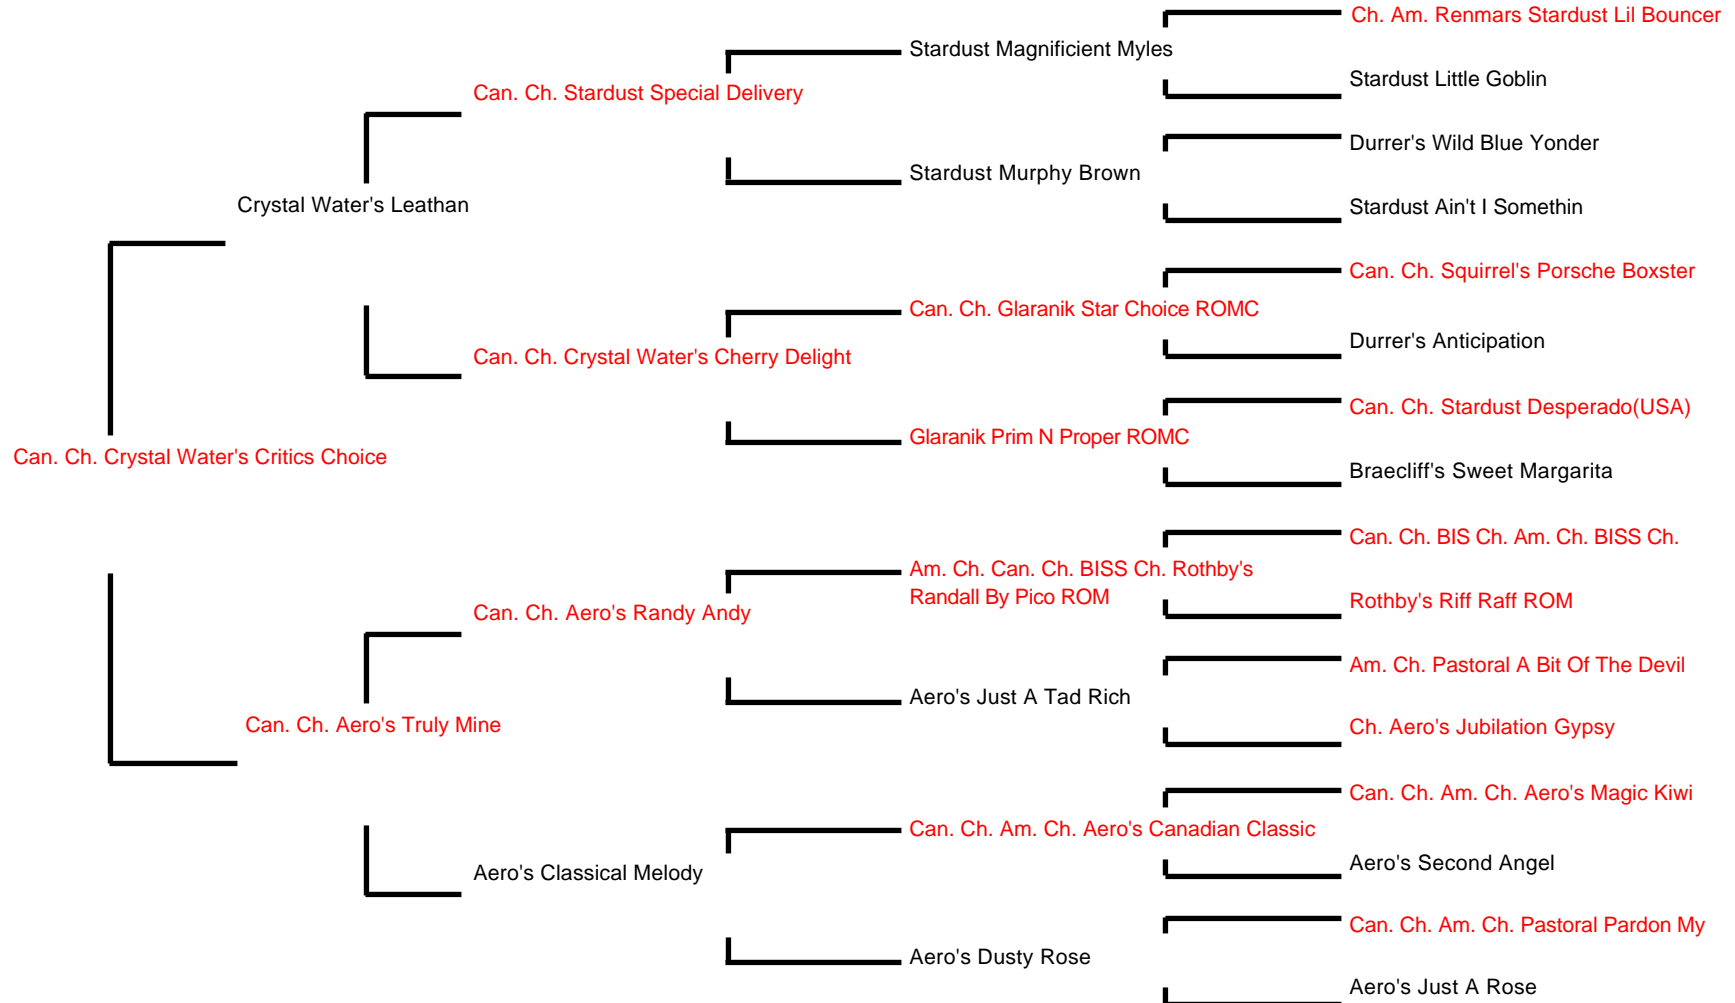 Ch. Am. Renmars Stardust Lil Bouncer
Stardust Magnificient Myles
Stardust Little Goblin
Can. Ch. Stardust Special Delivery
Durrer's Wild Blue Yonder
Stardust Murphy Brown
Stardust Ain't I Somethin
Crystal Water's Leathan
Can. Ch. Squirrel's Porsche Boxster
Can. Ch. Glaranik Star Choice ROMC
Durrer's Anticipation
Can. Ch. Crystal Water's Cherry Delight
Can. Ch. Stardust Desperado(USA)
Glaranik Prim N Proper ROMC
Can. Ch. Crystal Water's Critics Choice
Braecliff's Sweet Margarita
Can. Ch. BIS Ch. Am. Ch. BISS Ch.
Am. Ch. Can. Ch. BISS Ch. Rothby's
Randall By Pico ROM
Rothby's Riff Raff ROM
Can. Ch. Aero's Randy Andy
Am. Ch. Pastoral A Bit Of The Devil
Aero's Just A Tad Rich
Can. Ch. Aero's Truly Mine
Ch. Aero's Jubilation Gypsy
Can. Ch. Am. Ch. Aero's Magic Kiwi
Can. Ch. Am. Ch. Aero's Canadian Classic
Aero's Second Angel
Aero's Classical Melody
Can. Ch. Am. Ch. Pastoral Pardon My
Aero's Dusty Rose
Aero's Just A Rose